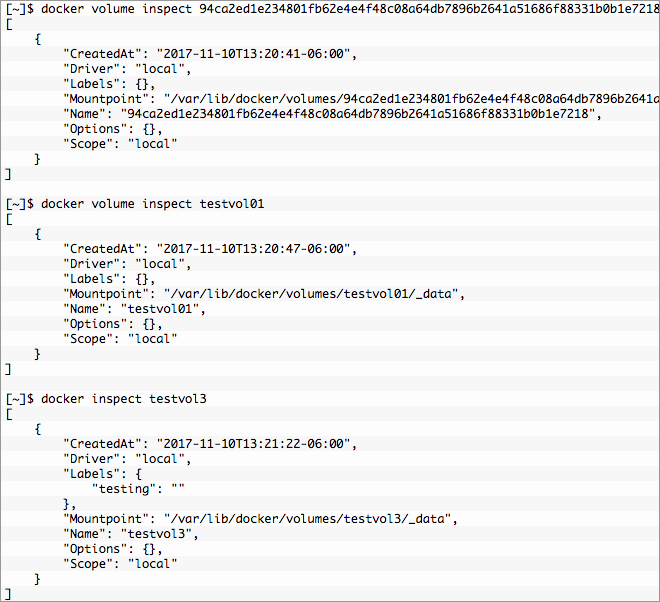 [~]$ docker volume inspect 94ca2ed1e234801fb62e4e4f48c08a64db7896b2641a51686f88331b0b1e7218
[
    {
        "CreatedAt": "2017-11-10T13:20:41-06:00",
        "Driver": "local",
        "Labels": {},
        "Mountpoint": "/var/lib/docker/volumes/94ca2ed1e234801fb62e4e4f48c08a64db7896b2641a
        "Name": "94ca2ed1e234801fb62e4e4f48c08a64db7896b2641a51686f88331b0b1e7218",
        "Options": {},
        "Scope": "local"
    }
]
[~]$ docker volume inspect testvol01
[
    {
        "CreatedAt": "2017-11-10T13:20:47-06:00",
        "Driver": "local",
        "Labels": {},
        "Mountpoint": "/var/lib/docker/volumes/testvol01/_data",
        "Name": "testvol01",
        "Options": {},
        "Scope": "local"
    }
]
[~]$ docker inspect testvol3
[
    {
        "CreatedAt": "2017-11-10T13:21:22-06:00",
        "Driver": "local",
        "Labels": {
            "testing": ""
        },
        "Mountpoint": "/var/lib/docker/volumes/testvol3/_data",
        "Name": "testvol3",
        "Options": {},
        "Scope": "local"
    }
]